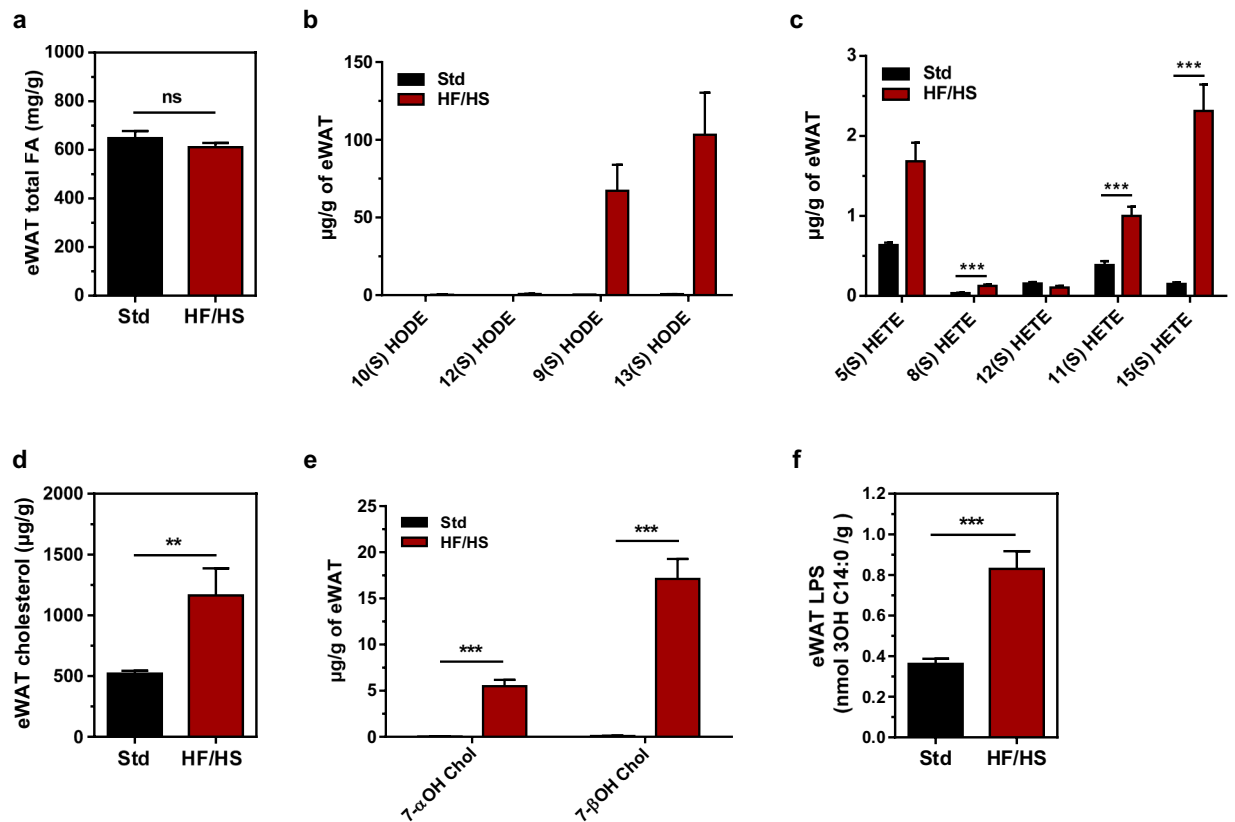 a
eWAT total FA (mg/g)
1000
800
600
400
200
0
ns
Std
HF/HS
b
µg/g of eWAT
150
100
50
0
Std
HF/HS
10(S) HODE
12(S) HODE
9(S) HODE
13(S) HODE
c
µg/g of eWAT
3
2
1
0
Std
HF/HS
***
***
***
5(S) HETE
8(S) HETE
12(S) HETE
11(S) HETE
15(S) HETE
d
eWAT cholesterol (µg/g)
2000
1500
1000
500
0
**
Std
HF/HS
e
µg/g of eWAT
25
20
15
10
5
0
Std
HF/HS
***
***
7-αOH Chol
7-βOH Chol
f
eWAT LPS
(nmol 3OH C14:0 /g )
1.2
1.0
0.8
0.6
0.4
0.2
0.0
***
Std
HF/HS